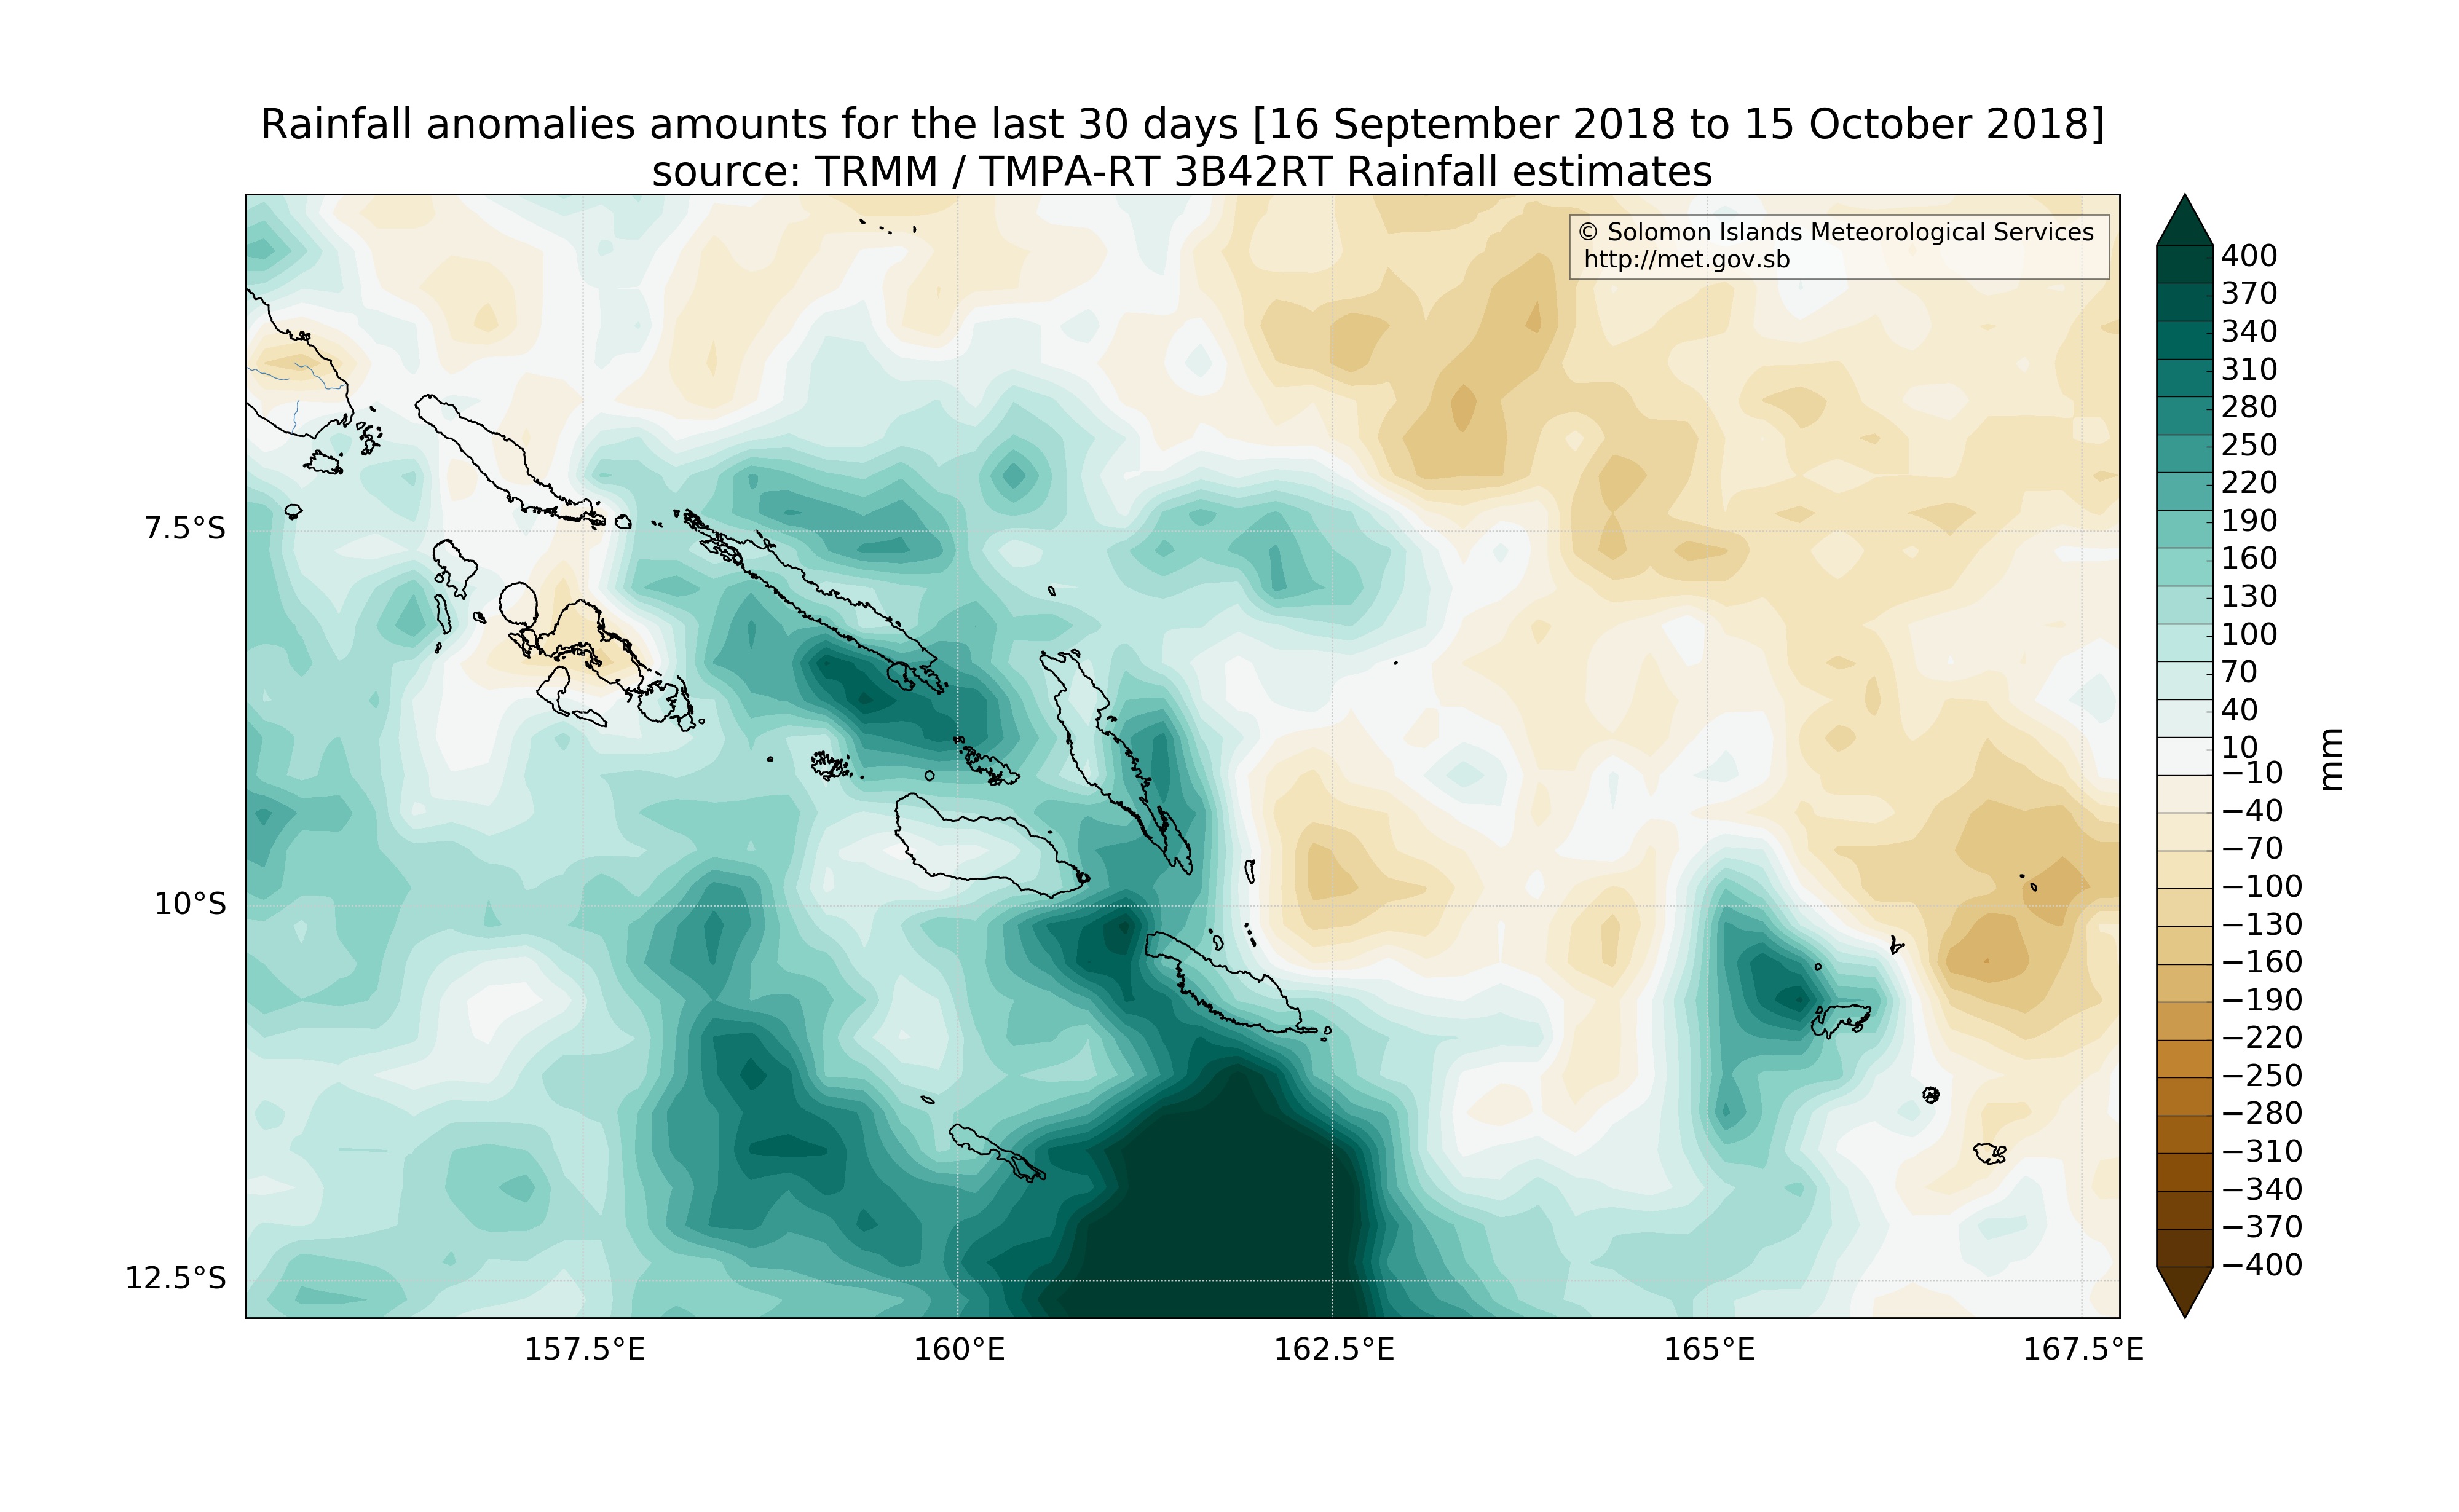 Rainfall anomalies amounts for the last 30 days [16 September 2018 to 15 October 2018]
source: TRMM / TMPA-RT 3B42RT Rainfall estimates
© Solomon Islands Meteorological Services
http://met.gov.sb
7.5°S
10°S
12.5°S
157.5°E
160°E
162.5°E
165°E
167.5°E
400
370
340
310
280
250
220
190
160
130
100
70
40
10
−10
−40
−70
−100
−130
−160
−190
−220
−250
−280
−310
−340
−370
−400
mm